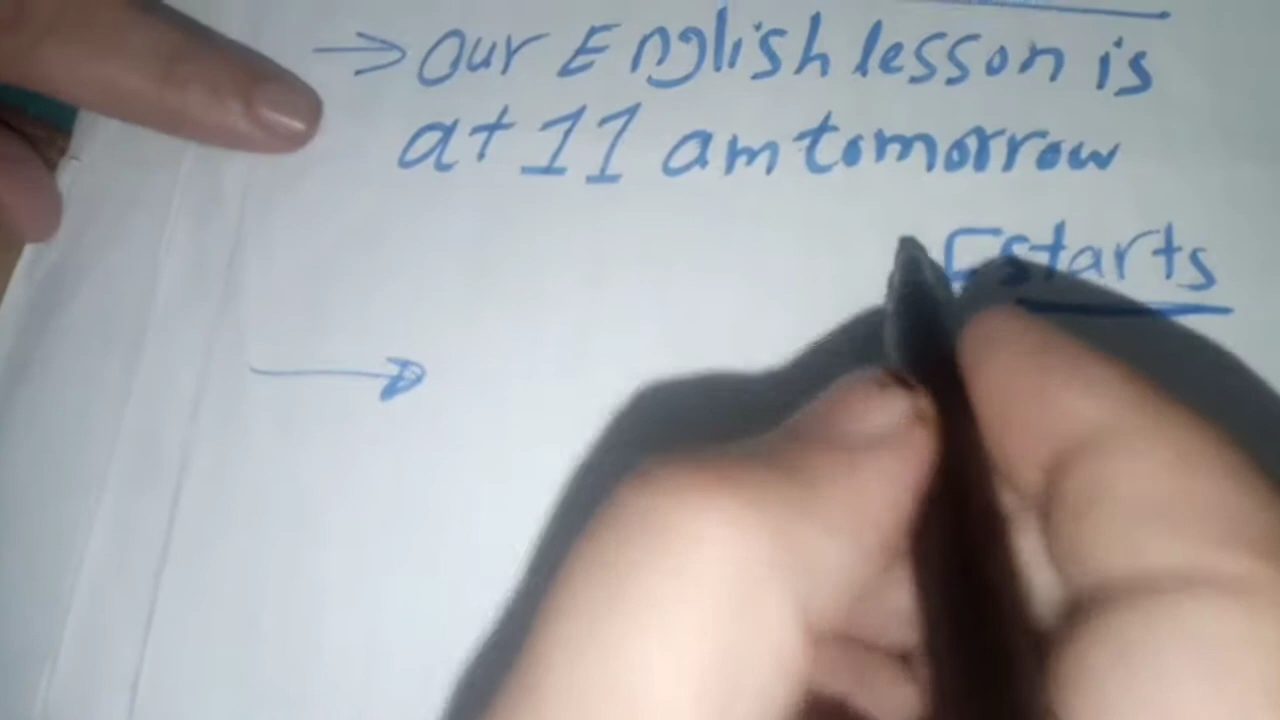 → Our English lesson is
at 11 am tomorrow
[starts
→